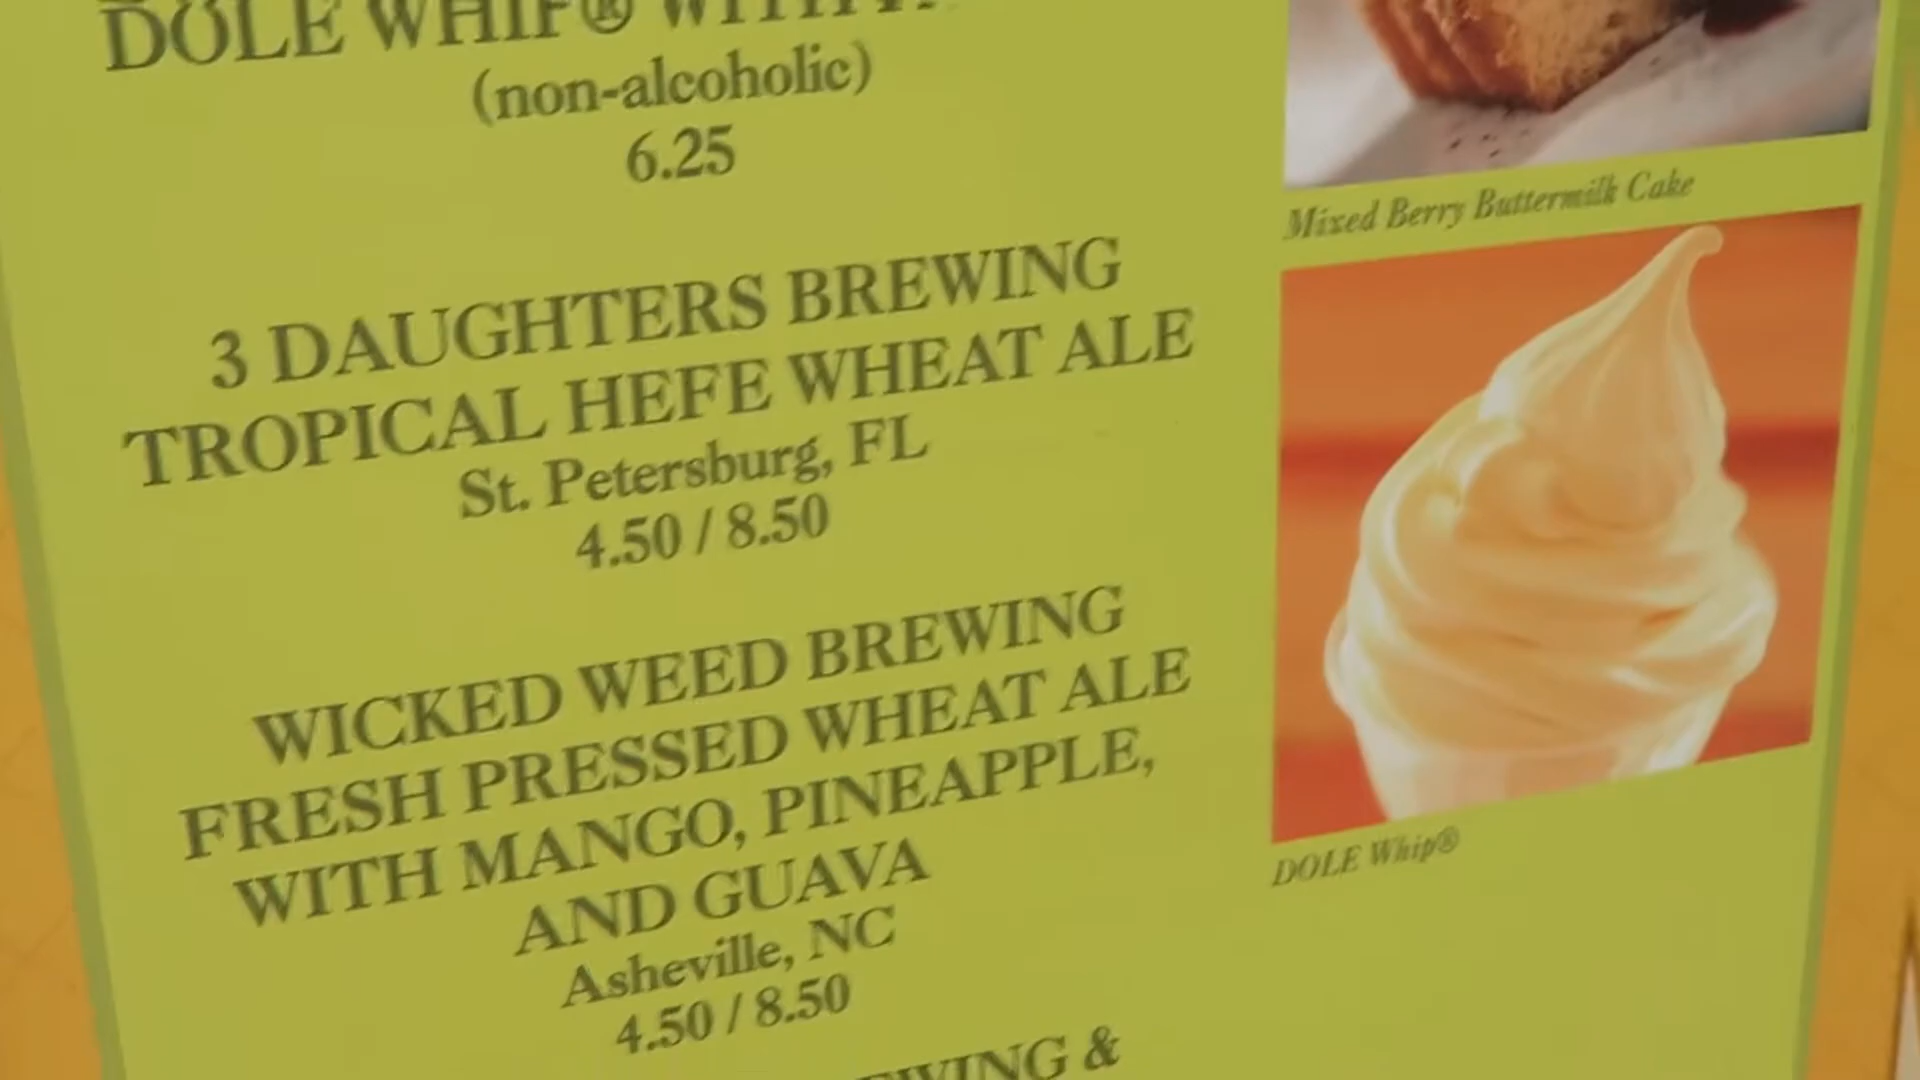 DOLE WHIP®
(non-alcoholic)
6.25
3 DAUGHTERS BREWING
TROPICAL HEFE WHEAT ALE
St. Petersburg, FL
4.50 / 8.50
WICKED WEED BREWING
FRESH PRESSED WHEAT ALE
WITH MANGO, PINEAPPLE,
AND GUAVA
Asheville, NC
4.50 / 8.50
&
Mixed Berry Buttermilk Cake
DOLE Whip®